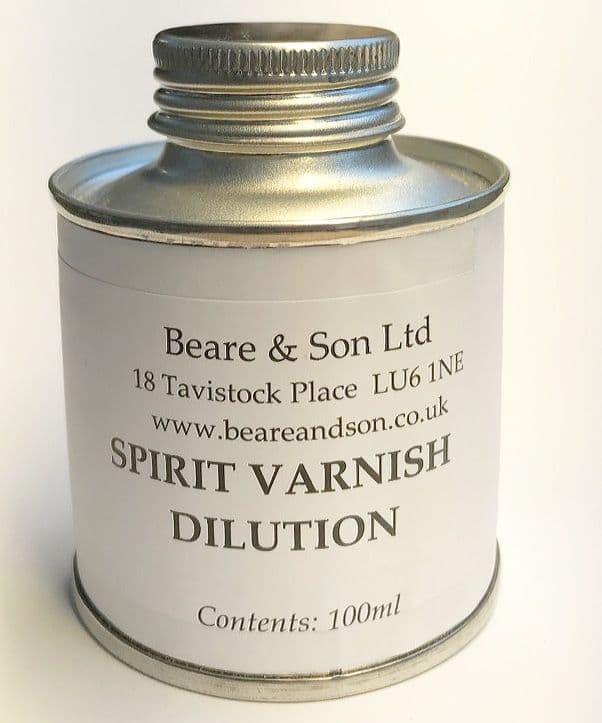 Beare & Son Ltd
18 Tavistock Place LU6 1NE
www.beareandson.co.uk
SPIRIT VARNISH
DILUTION
Contents: 100ml